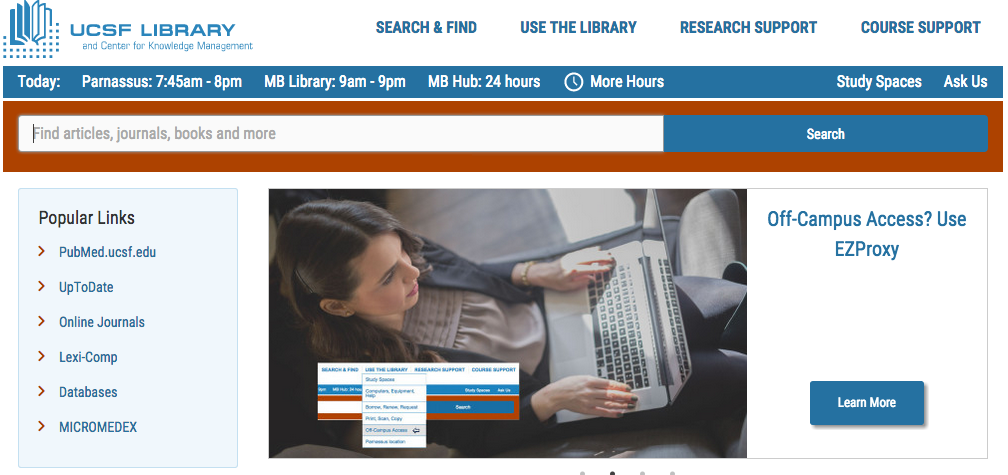 UCSF LIBRARY
and Center for Knowledge Management
SEARCH & FIND USE THE LIBRARY RESEARCH SUPPORT COURSE SUPPORT
Today: Parnassus: 7:45am - 8pm MB Library: 9am - 9pm MB Hub: 24 hours More Hours Study Spaces Ask Us
Find articles, journals, books and more Search
Popular Links
PubMed.ucsf.edu
UpToDate
Online Journals
Lexi-Comp
Databases
MICROMEDEX
SEARCH & FIND USE THE LIBRARY RESEARCH SUPPORT COURSE SUPPORT
Study Spaces
MB Hub: 24 Study Spaces Ask Us
Computers, Equipment,
Help
Borrow, Renew, Request Search
Print, Scan, Copy
Off-Campus Access
Parnassus location
Off-Campus Access? Use
EZProxy
Learn More